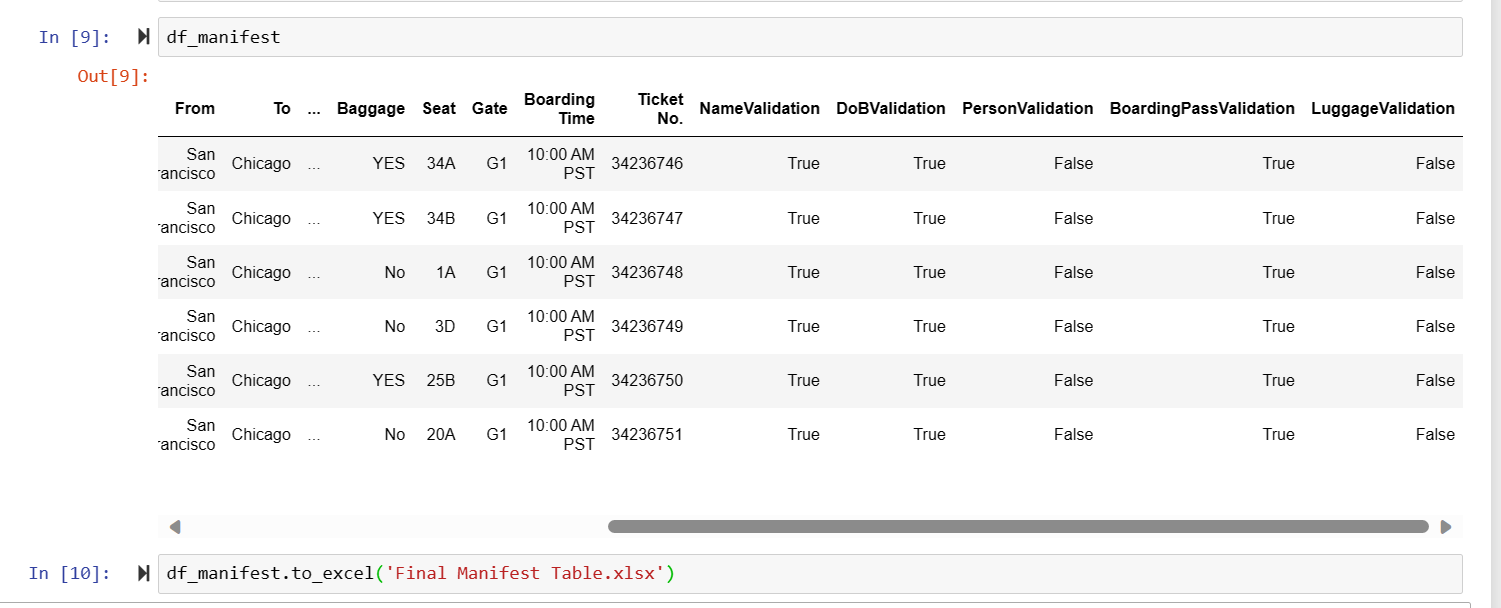 In [9]: df_manifest
Out[9]:
From To ... Baggage Seat Gate Boarding Time Ticket No. NameValidation DoBValidation PersonValidation BoardingPassValidation LuggageValidation
San rancisco Chicago ... YES 34A G1 10:00 AM PST 34236746 True True False True False
San rancisco Chicago ... YES 34B G1 10:00 AM PST 34236747 True True False True False
San rancisco Chicago ... No 1A G1 10:00 AM PST 34236748 True True False True False
San rancisco Chicago ... No 3D G1 10:00 AM PST 34236749 True True False True False
San rancisco Chicago ... YES 25B G1 10:00 AM PST 34236750 True True False True False
San rancisco Chicago ... No 20A G1 10:00 AM PST 34236751 True True False True False
In [10]: df_manifest.to_excel('Final Manifest Table.xlsx')